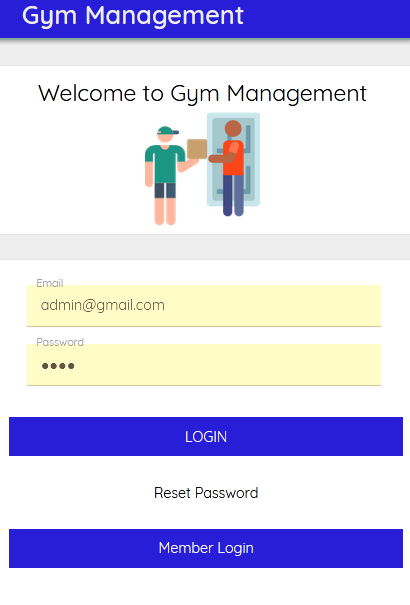 Gym Management
Welcome to Gym Management
Email
admin@gmail.com
Password
••••
LOGIN
Reset Password
Member Login